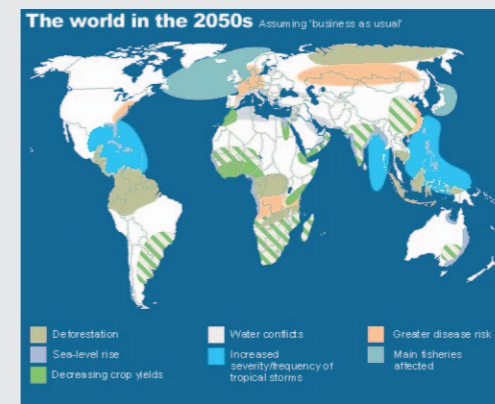 The world in the 2050s Assuming 'business as usual'
Deforestation
Sea-level rise
Decreasing crop yields
Water conflicts
Increased
severity/frequency of
tropical storms
Greater disease risk
Main fisheries
affected